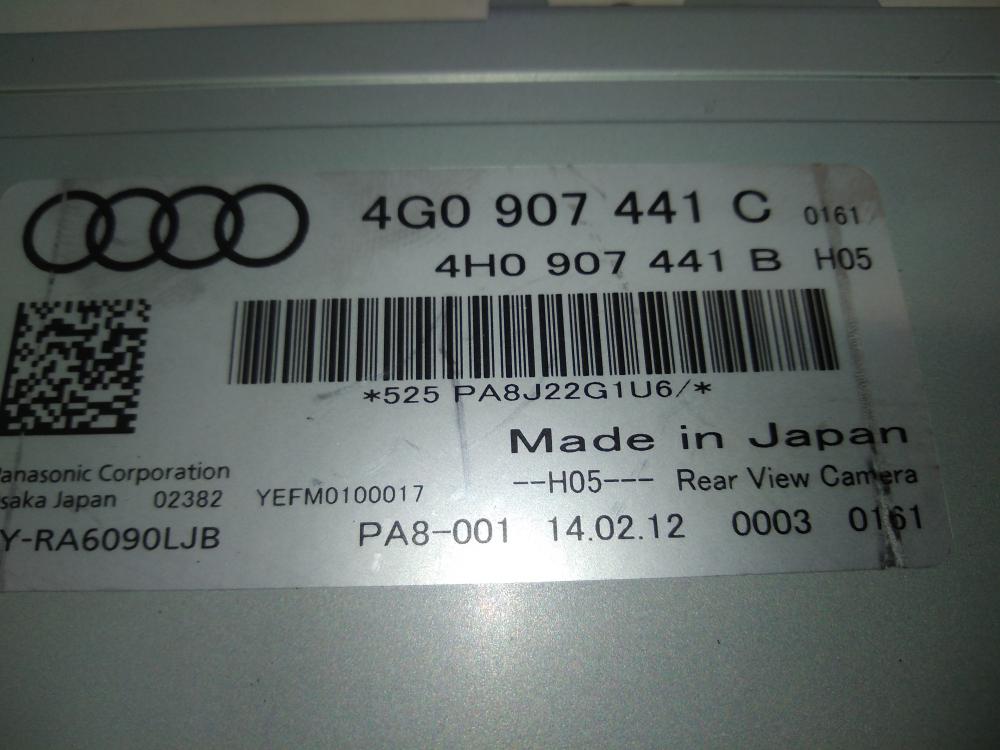 4G0 907 441 C 0161
4H0 907 441 B H05
*525 PA8J22G1U6/*
Made in Japan
anasonic Corporation
--H05--- Rear View Camera
saka Japan 02382 YEFM0100017
Y-RA6090LJB PA8-001 14.02.12 0003 0161